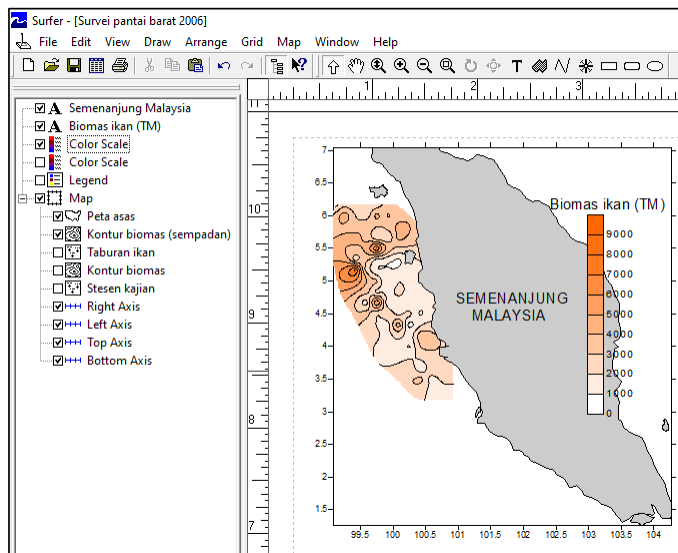 Surfer - [Survei pantai barat 2006]
File Edit View Draw Arrange Grid Map Window Help
T
1 2 3
11
10
9
8
7
Semenanjung Malaysia
Biomas ikan (TM)
Color Scale
Color Scale
Legend
Map
Peta asas
Kontur biomas (sempadan)
Taburan ikan
Kontur biomas
Stesen kajian
Right Axis
Left Axis
Top Axis
Bottom Axis
7
6.5
6
5.5
5
4.5
4
3.5
3
2.5
2
1.5
99.5 100 100.5 101 101.5 102 102.5 103 103.5 104
SEMENANJUNG
MALAYSIA
Biomas ikan (TM)
9000
8000
7000
6000
5000
4000
3000
2000
1000
0